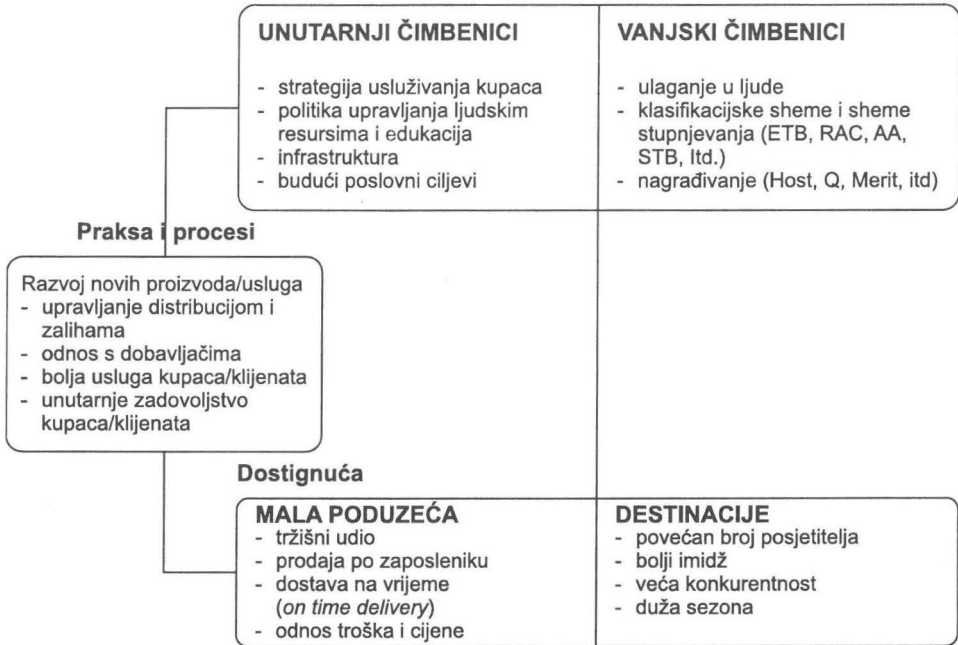 UNUTARNJI ČIMBENICI
- strategija usluživanja kupaca
- politika upravljanja ljudskim
resursima i edukacija
- infrastruktura
- budući poslovni ciljevi
VANJSKI ČIMBENICI
- ulaganje u ljude
- klasifikacijske sheme i sheme
stupnjevanja (ETB, RAC, AA,
STB, Itd.)
- nagrađivanje (Host, Q, Merit, itd)
Praksa i procesi
Razvoj novih proizvoda/usluga
- upravljanje distribucijom i
zalihama
- odnos s dobavljačima
- bolja usluga kupaca/klijenata
- unutarnje zadovoljstvo
kupaca/klijenata
Dostignuća
MALA PODUZEĆA
- tržišni udio
- prodaja po zaposleniku
- dostava na vrijeme
(on time delivery)
- odnos troška i cijene
DESTINACIJE
- povećan broj posjetitelja
- bolji imidž
- veća konkurentnost
- duža sezona